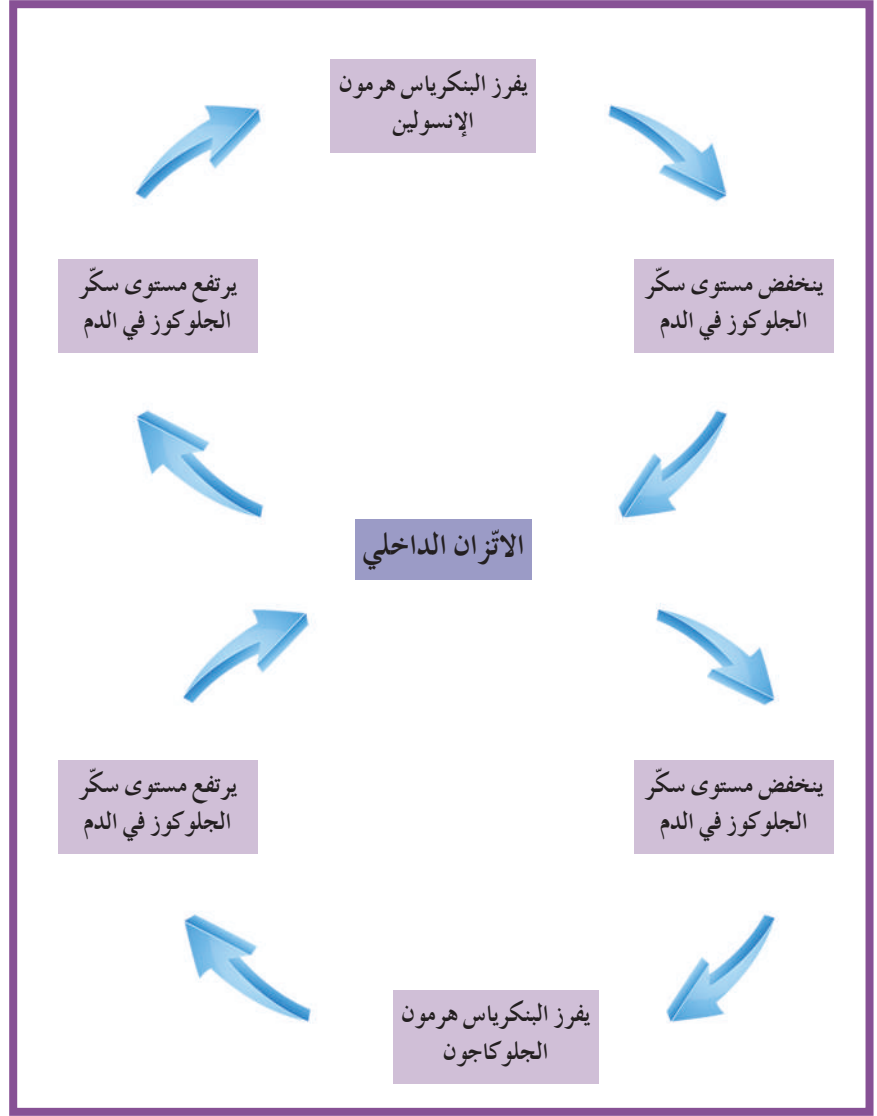 يفرز البنكرياس هرمون
الإنسولين
ينخفض مستوى سكّر
الجلوكوز في الدم
يرتفع مستوى سكّر
الجلوكوز في الدم
الاتّزان الداخلي
ينخفض مستوى سكّر
الجلوكوز في الدم
يرتفع مستوى سكّر
الجلوكوز في الدم
يفرز البنكرياس هرمون
الجلوكاجون